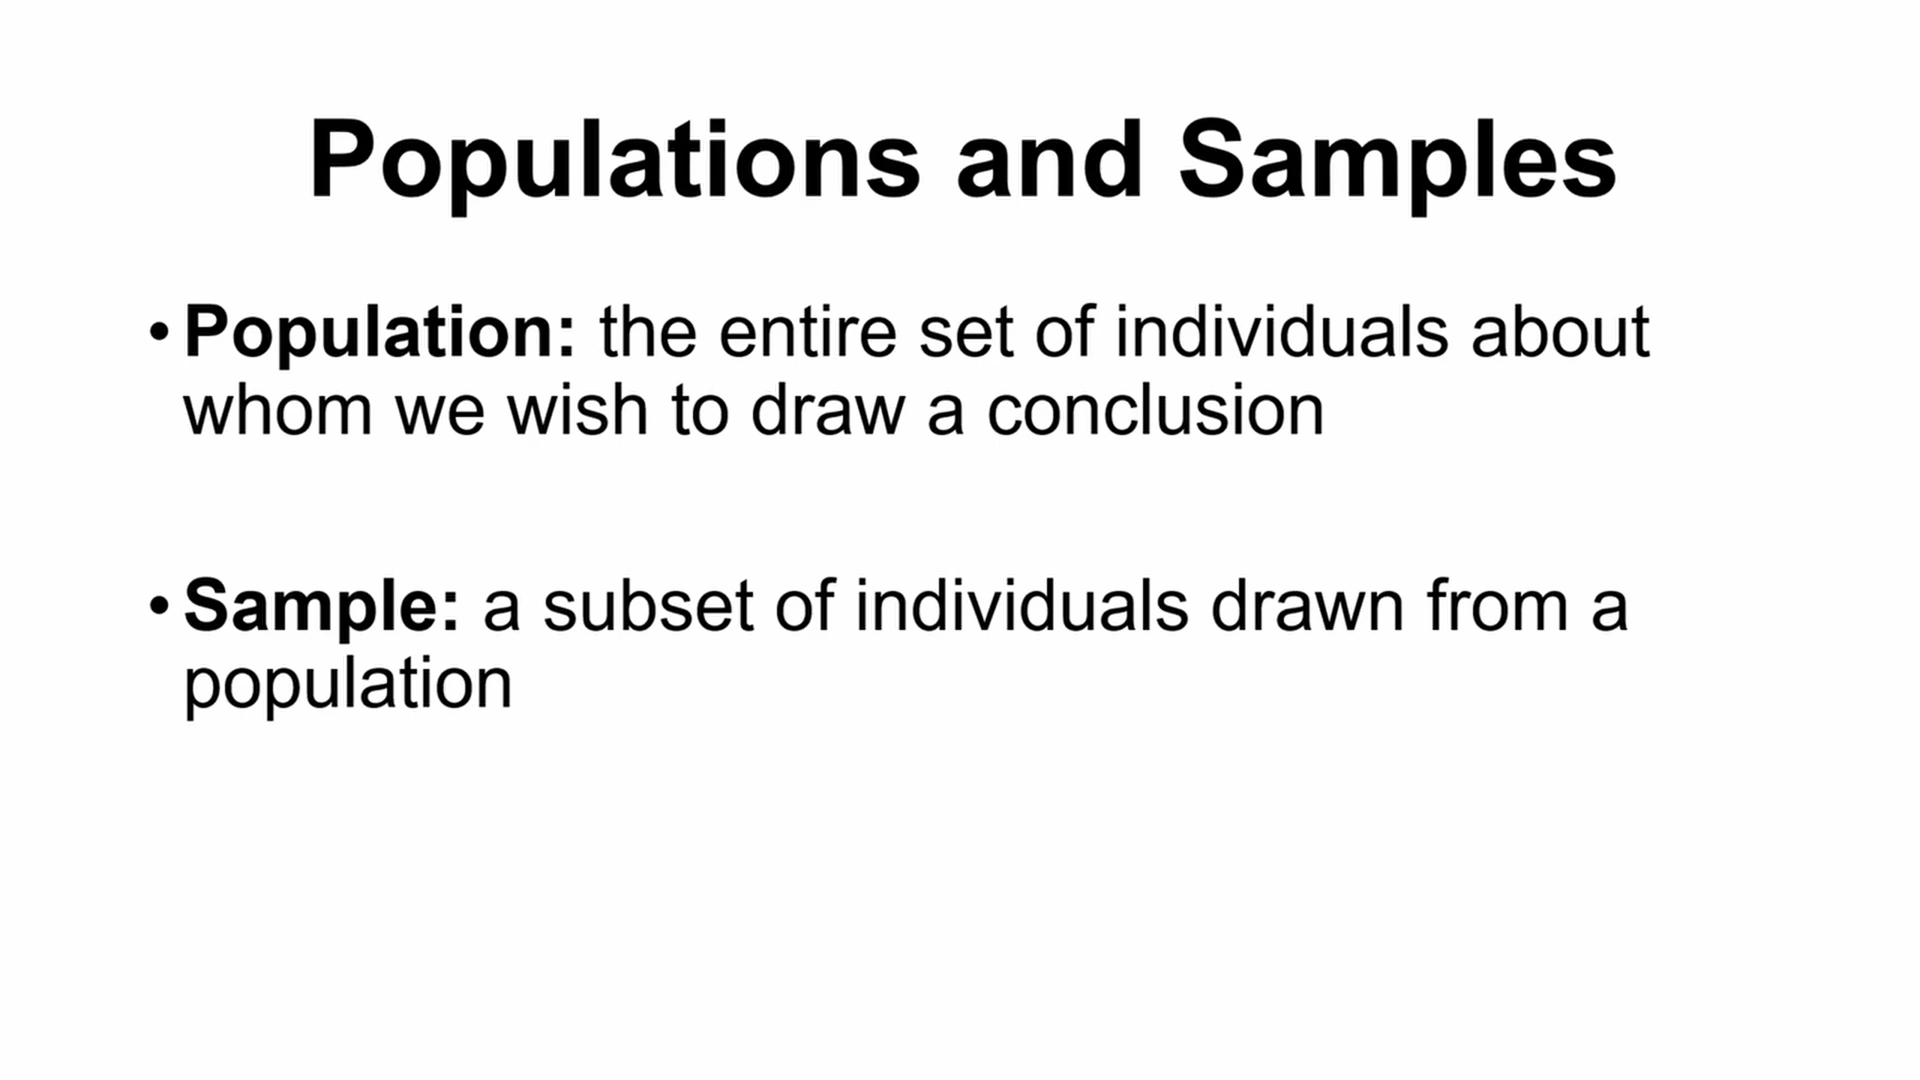 Populations and Samples
• Population: the entire set of individuals about
whom we wish to draw a conclusion
• Sample: a subset of individuals drawn from a
population